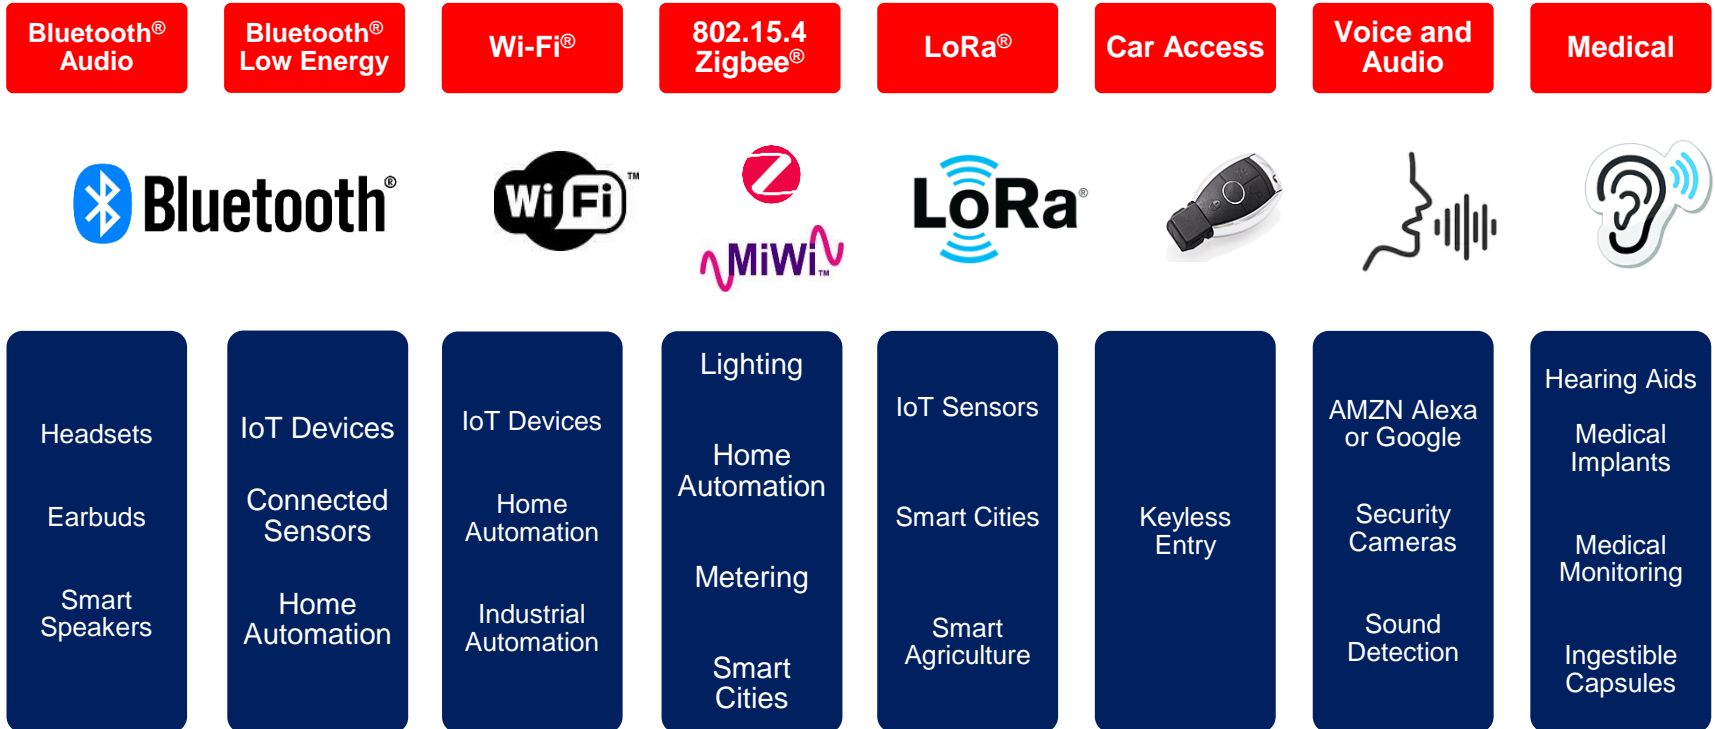 Bluetooth®
Audio
Bluetooth®
Low Energy
Wi-Fi®
802.15.4
Zigbee®
LoRa®
Car Access
Voice and
Audio
Medical
Bluetooth®
Wi Fi™
MiWi™
LoRa®
Headsets
Earbuds
Smart
Speakers
IoT Devices
Connected
Sensors
Home
Automation
IoT Devices
Home
Automation
Industrial
Automation
Lighting
Home
Automation
Metering
Smart
Cities
IoT Sensors
Smart Cities
Smart
Agriculture
Keyless
Entry
AMZN Alexa
or Google
Security
Cameras
Sound
Detection
Hearing Aids
Medical
Implants
Medical
Monitoring
Ingestible
Capsules